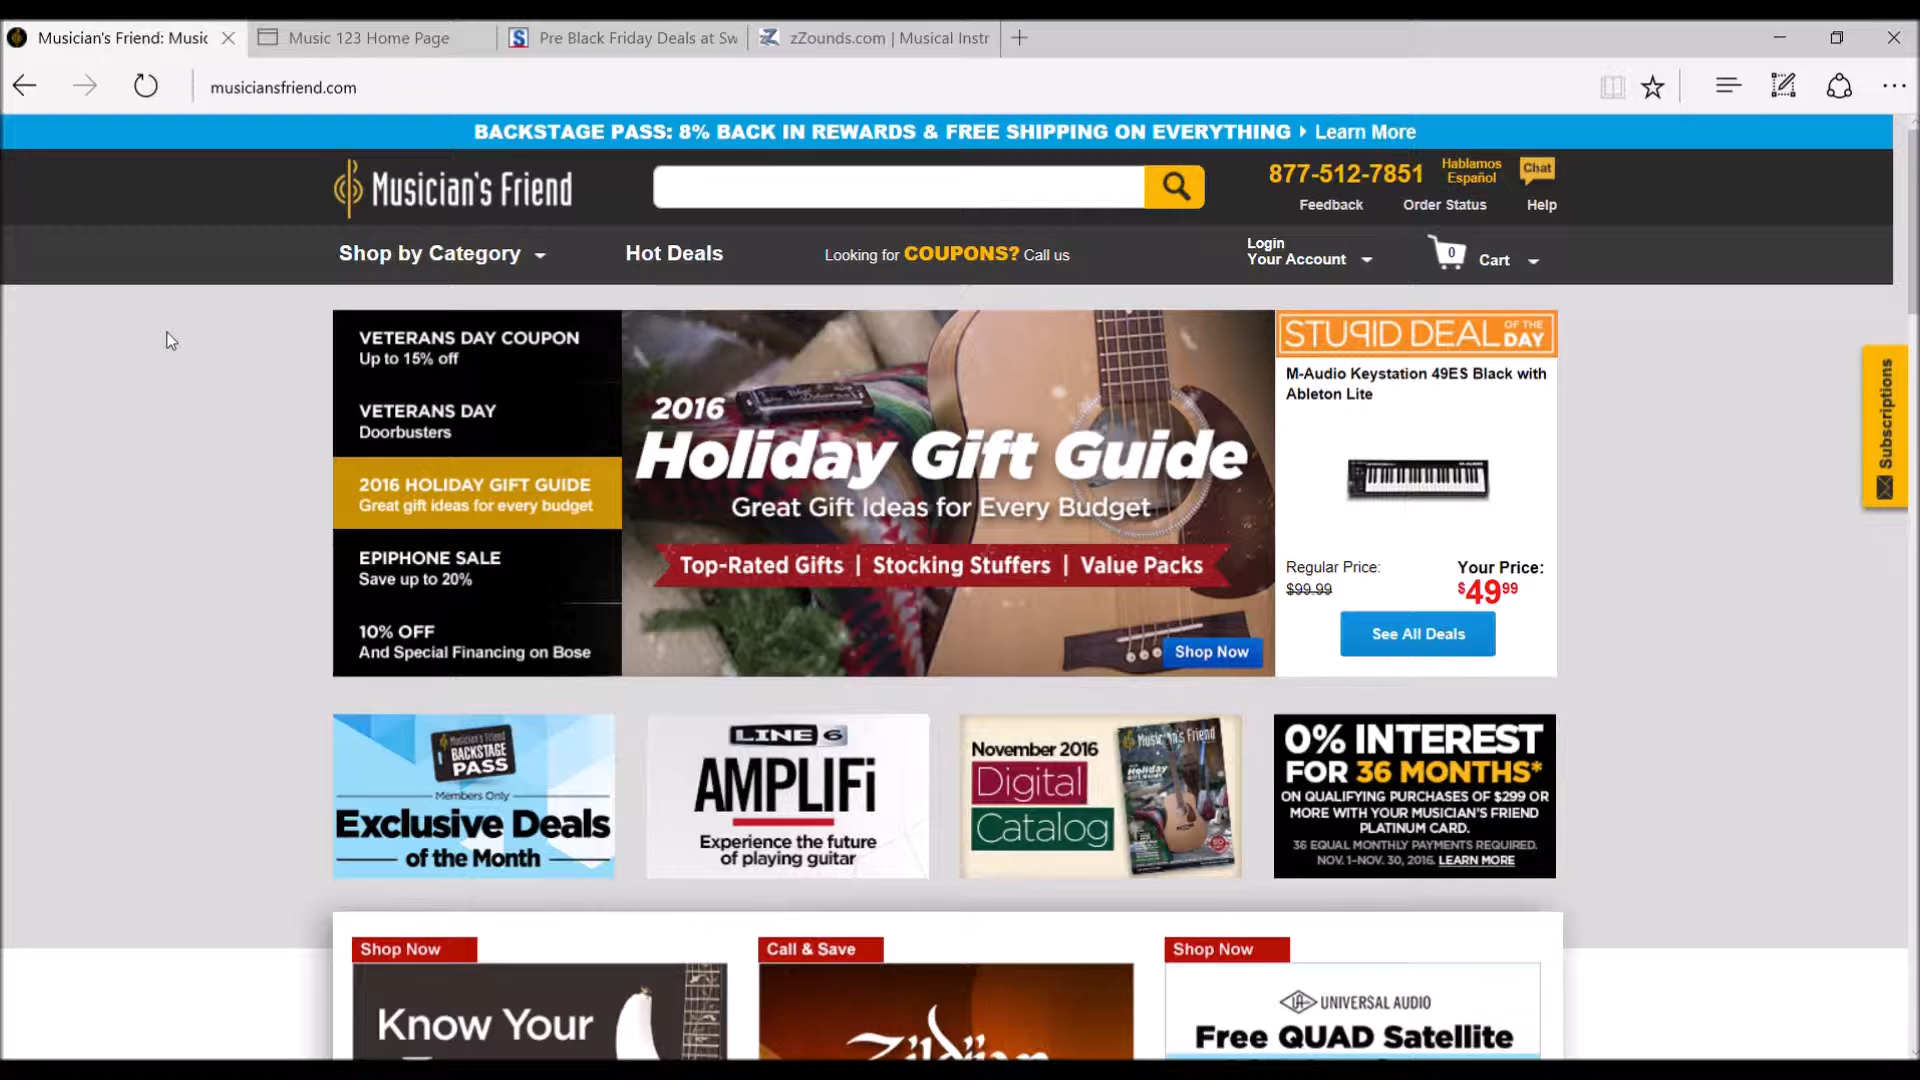 Musician's Friend: Music
Music 123 Home Page
Pre Black Friday Deals at Sw
zZounds.com | Musical Instr
musiciansfriend.com
BACKSTAGE PASS: 8% BACK IN REWARDS & FREE SHIPPING ON EVERYTHING Learn More
Musician's Friend
877-512-7851
Hablamos
Español
Chat
Feedback
Order Status
Help
Shop by Category
Hot Deals
Looking for COUPONS? Call us
Login
Your Account
0
Cart
VETERANS DAY COUPON
Up to 15% off
VETERANS DAY
Doorbusters
2016 HOLIDAY GIFT GUIDE
Great gift ideas for every budget
EPIPHONE SALE
Save up to 20%
10% OFF
And Special Financing on Bose
2016
Holiday Gift Guide
Great Gift Ideas for Every Budget
Top-Rated Gifts | Stocking Stuffers | Value Packs
Shop Now
STUPID DEAL OF THE DAY
M-Audio Keystation 49ES Black with
Ableton Lite
Regular Price:
$99.99
Your Price:
$49.99
See All Deals
Subscriptions
Musician's Friend
BACKSTAGE
PASS
Members Only
Exclusive Deals
of the Month
LINE 6
AMPLIFi
Experience the future
of playing guitar
November 2016
Digital
Catalog
Musician's Friend
Holiday
0% INTEREST
FOR 36 MONTHS*
ON QUALIFYING PURCHASES OF $299 OR
MORE WITH YOUR MUSICIAN'S FRIEND
PLATINUM CARD.
36 EQUAL MONTHLY PAYMENTS REQUIRED.
NOV. 1–NOV. 30, 2016. LEARN MORE
Shop Now
Know Your
Call & Save
Zildjian
Shop Now
UNIVERSAL AUDIO
Free QUAD Satellite